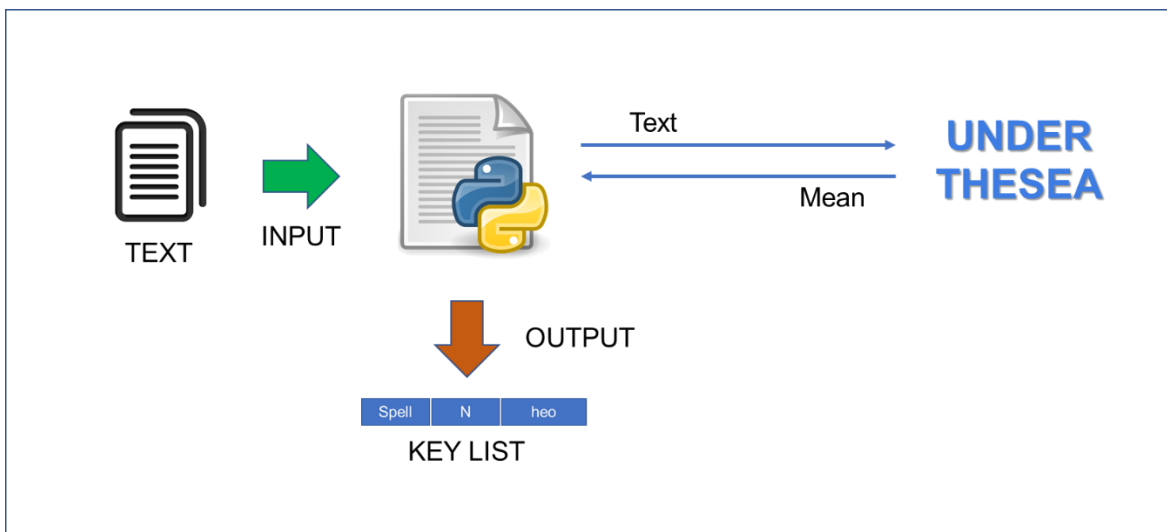 TEXT
INPUT
Text
Mean
UNDER
THESEA
OUTPUT
Spell N heo
KEY LIST